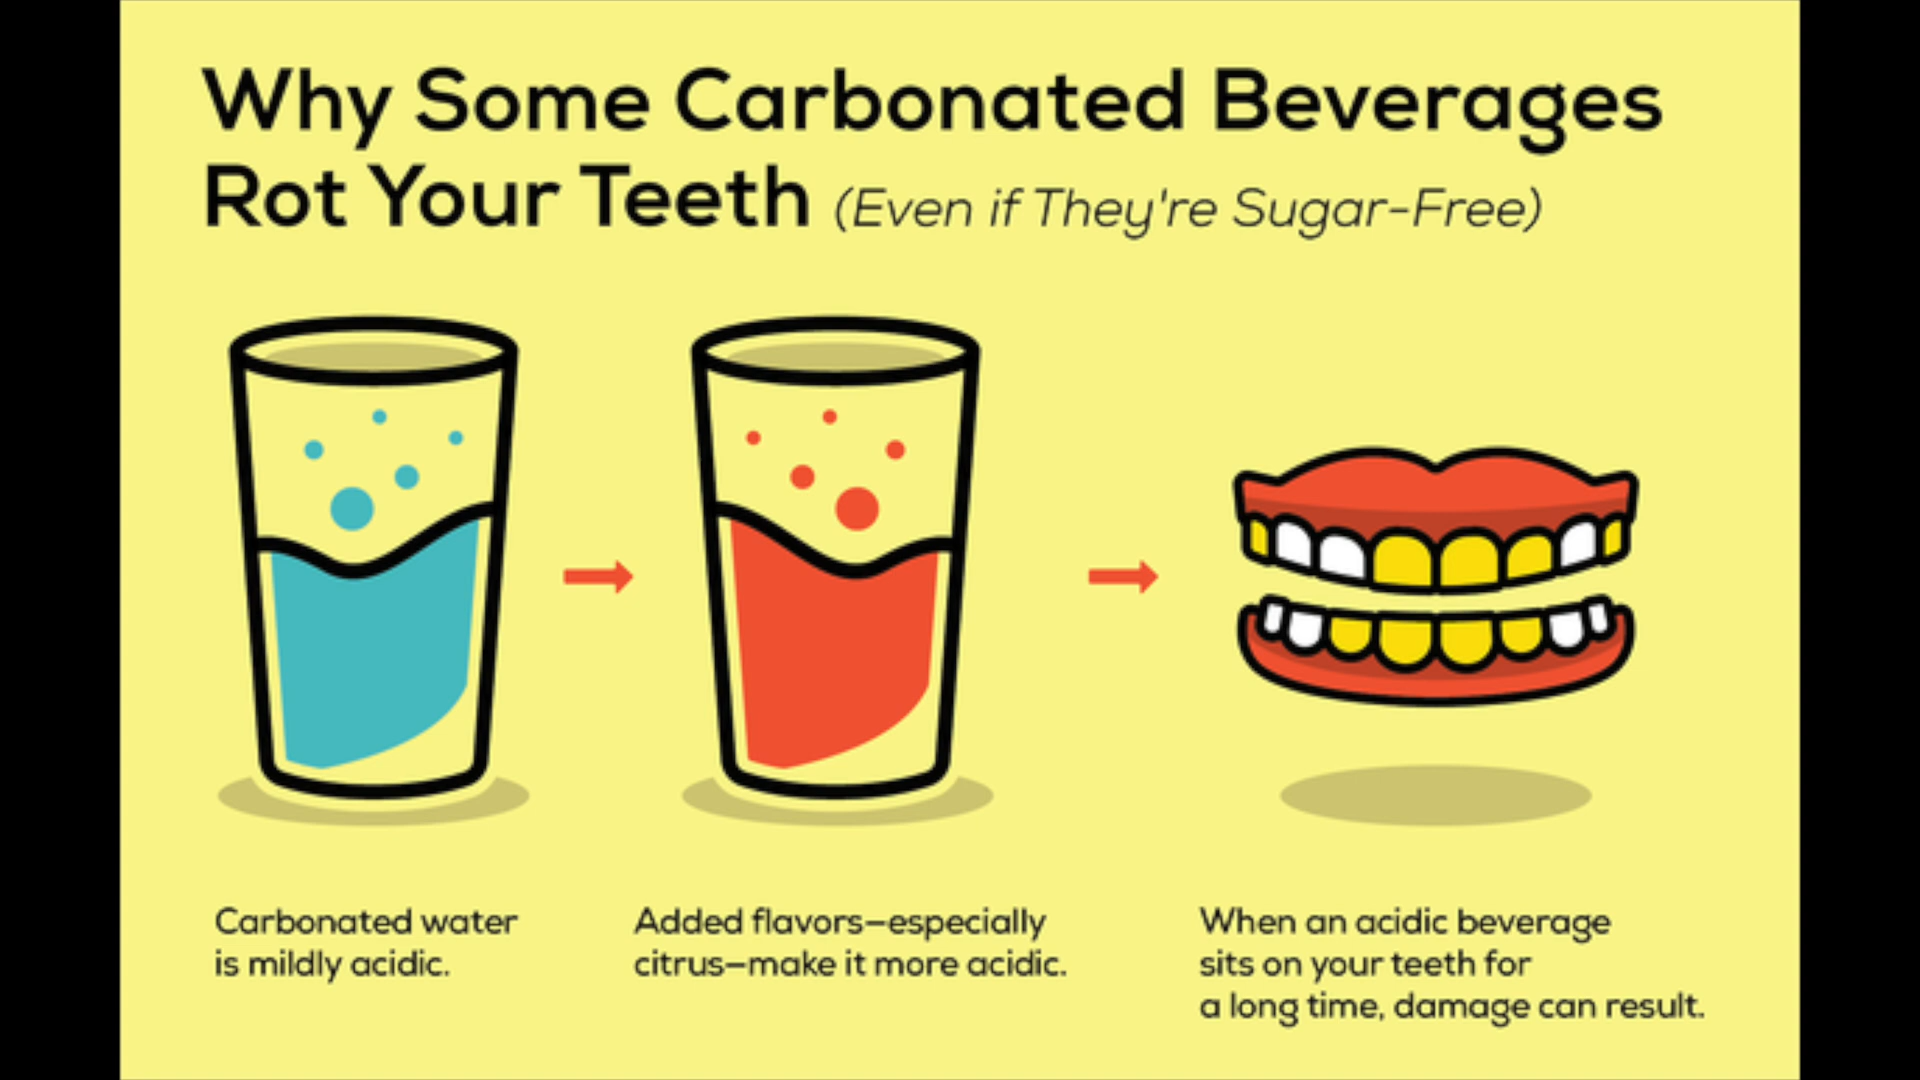 Why Some Carbonated Beverages
Rot Your Teeth (Even if They're Sugar-Free)
Carbonated water
is mildly acidic.
Added flavors—especially
citrus—make it more acidic.
When an acidic beverage
sits on your teeth for
a long time, damage can result.